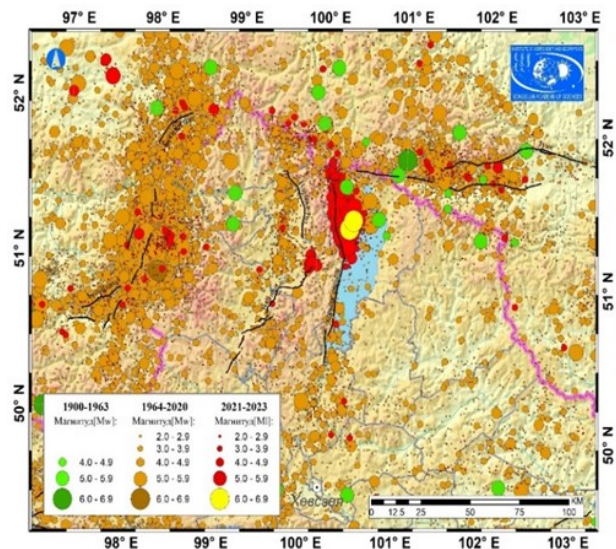 97° E 98° E 99° E 100° E 101° E 102° E 103° E
52° N
52° N
51° N
51° N
50° N
50° N
1900-1963 1964-2020 2021-2023
Магнитуд[Mw]: Магнитуд[Mw]: Магнитуд[Ml]:
2.0 - 2.9 2.0 - 2.9
3.0 - 3.9 3.0 - 3.9
4.0 - 4.9 4.0 - 4.9 4.0 - 4.9
5.0 - 5.9 5.0 - 5.9 5.0 - 5.9
6.0 - 6.9 6.0 - 6.9 6.0 - 6.9
KM
0 12.5 25 50 75 100
98° E 99° E 100° E 101° E 102° E 103° E